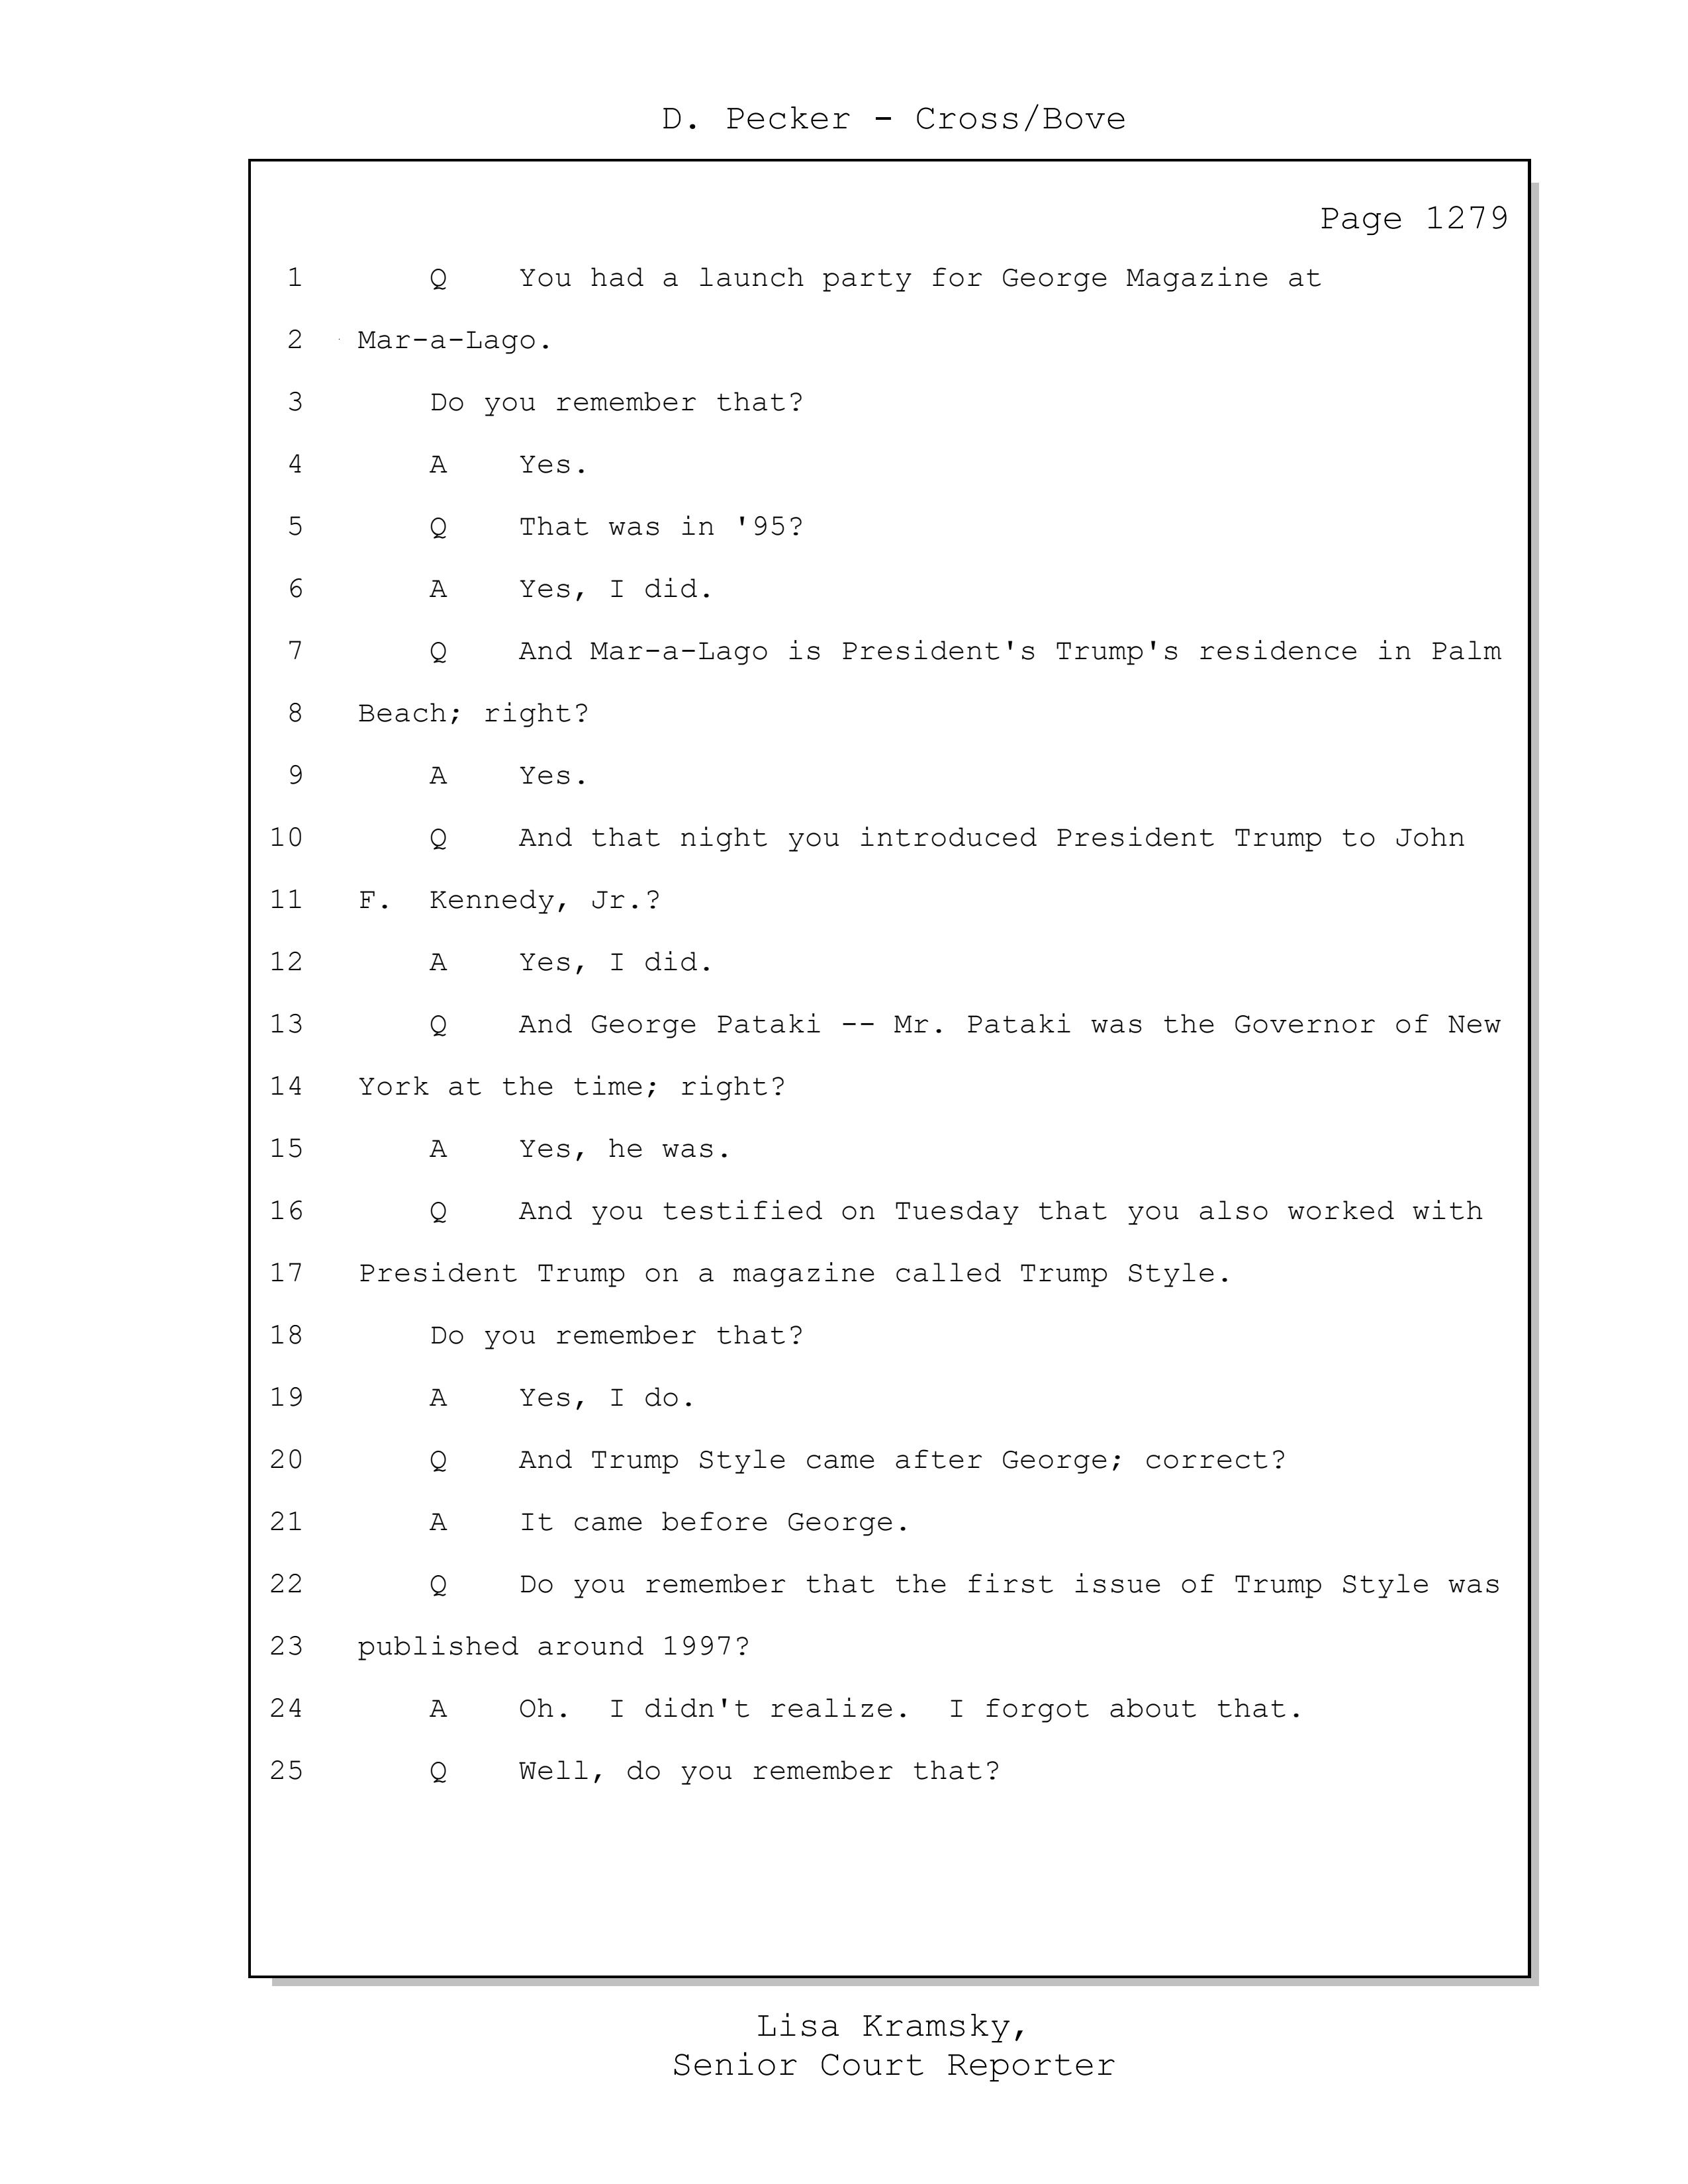 D. Pecker - Cross/Bove
Page 1279
1 Q You had a launch party for George Magazine at
2 Mar-a-Lago.
3 Do you remember that?
4 A Yes.
5 Q That was in '95?
6 A Yes, I did.
7 Q And Mar-a-Lago is President's Trump's residence in Palm
8 Beach; right?
9 A Yes.
10 Q And that night you introduced President Trump to John
11 F. Kennedy, Jr.?
12 A Yes, I did.
13 Q And George Pataki -- Mr. Pataki was the Governor of New
14 York at the time; right?
15 A Yes, he was.
16 Q And you testified on Tuesday that you also worked with
17 President Trump on a magazine called Trump Style.
18 Do you remember that?
19 A Yes, I do.
20 Q And Trump Style came after George; correct?
21 A It came before George.
22 Q Do you remember that the first issue of Trump Style was
23 published around 1997?
24 A Oh. I didn't realize. I forgot about that.
25 Q Well, do you remember that?
Lisa Kramsky,
Senior Court Reporter